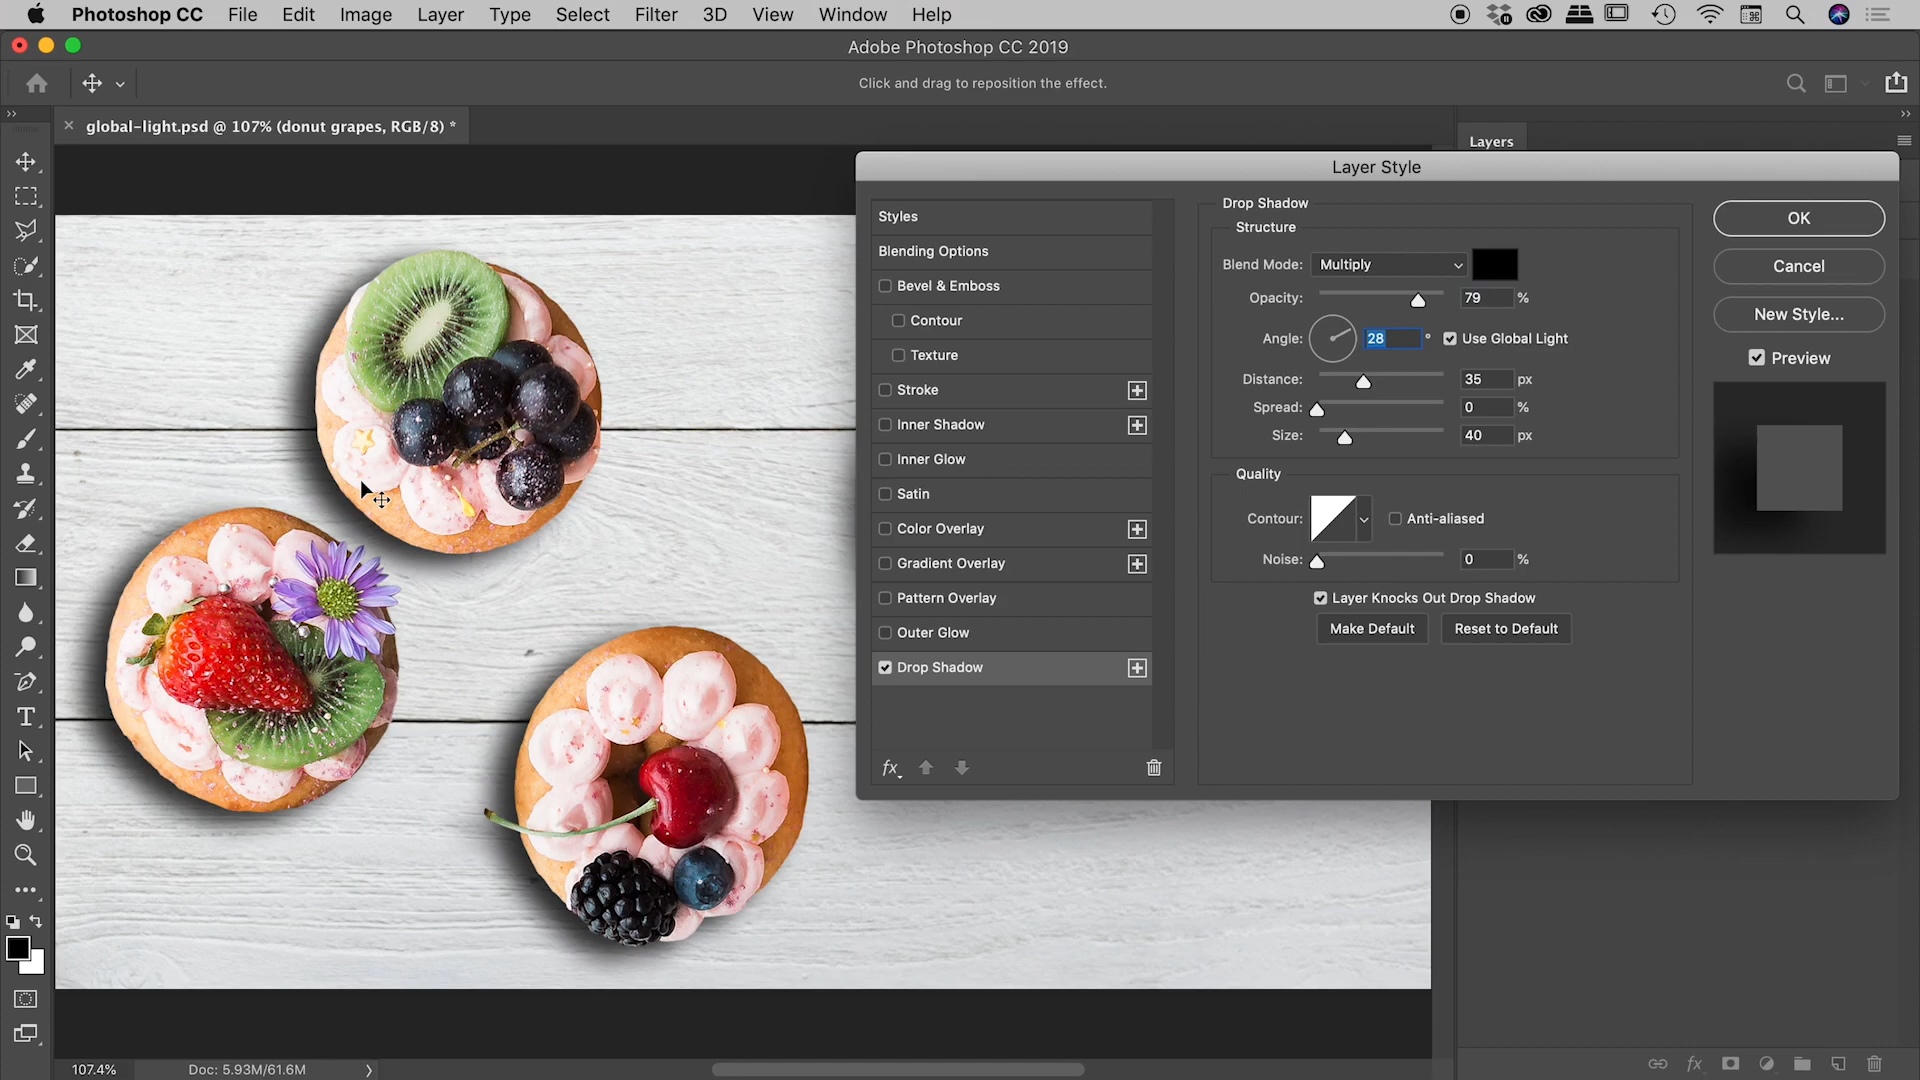 Photoshop CC File Edit Image Layer Type Select Filter 3D View Window Help
Adobe Photoshop CC 2019
Click and drag to reposition the effect.
× global-light.psd @ 107% (donut grapes, RGB/8) *
Layers
Layer Style
Styles
Blending Options
Bevel & Emboss
Contour
Texture
Stroke
Inner Shadow
Inner Glow
Satin
Color Overlay
Gradient Overlay
Pattern Overlay
Outer Glow
Drop Shadow
fx
Drop Shadow
Structure
Blend Mode: Multiply
Opacity: 79 %
Angle: 28 ° Use Global Light
Distance: 35 px
Spread: 0 %
Size: 40 px
Quality
Contour: Anti-aliased
Noise: 0 %
Layer Knocks Out Drop Shadow
Make Default Reset to Default
OK
Cancel
New Style...
Preview
107.4% Doc: 5.93M/61.6M
fx